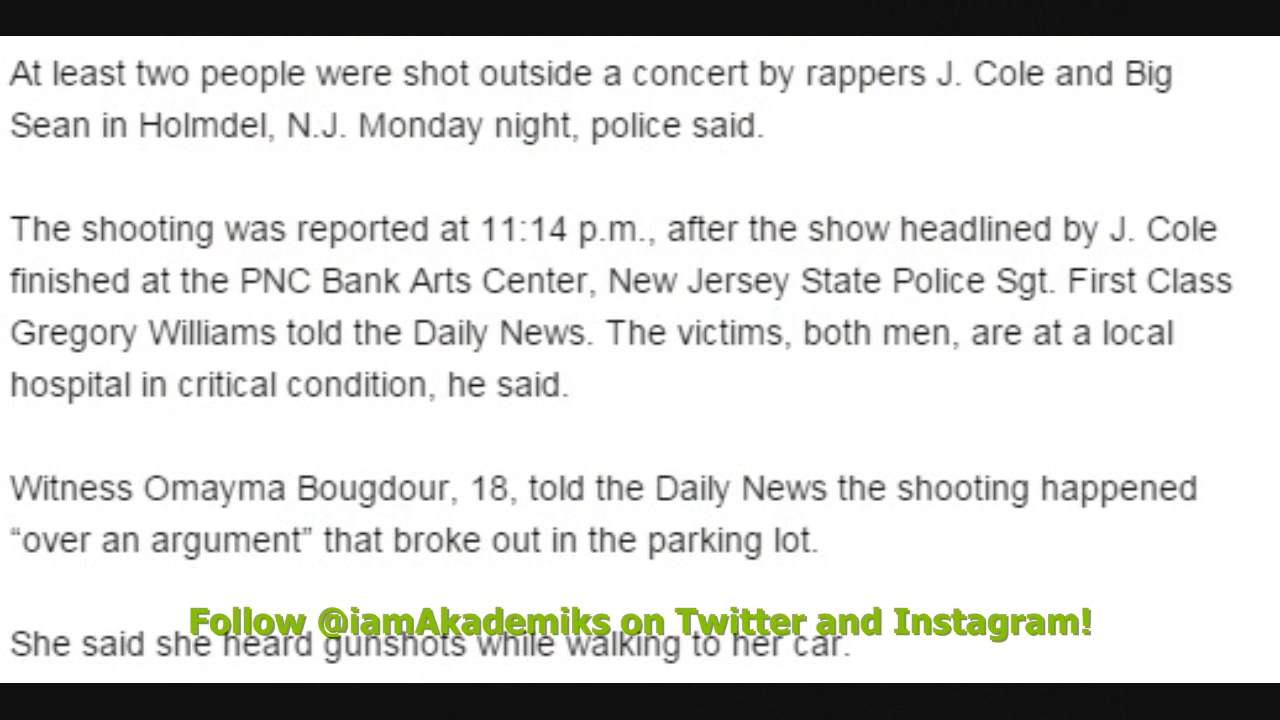 At least two people were shot outside a concert by rappers J. Cole and Big
Sean in Holmdel, N.J. Monday night, police said.
The shooting was reported at 11:14 p.m., after the show headlined by J. Cole
finished at the PNC Bank Arts Center, New Jersey State Police Sgt. First Class
Gregory Williams told the Daily News. The victims, both men, are at a local
hospital in critical condition, he said.
Witness Omayma Bougdour, 18, told the Daily News the shooting happened
“over an argument” that broke out in the parking lot.
Follow @iamAkademiks on Twitter and Instagram!
She said she heard gunshots while walking to her car.